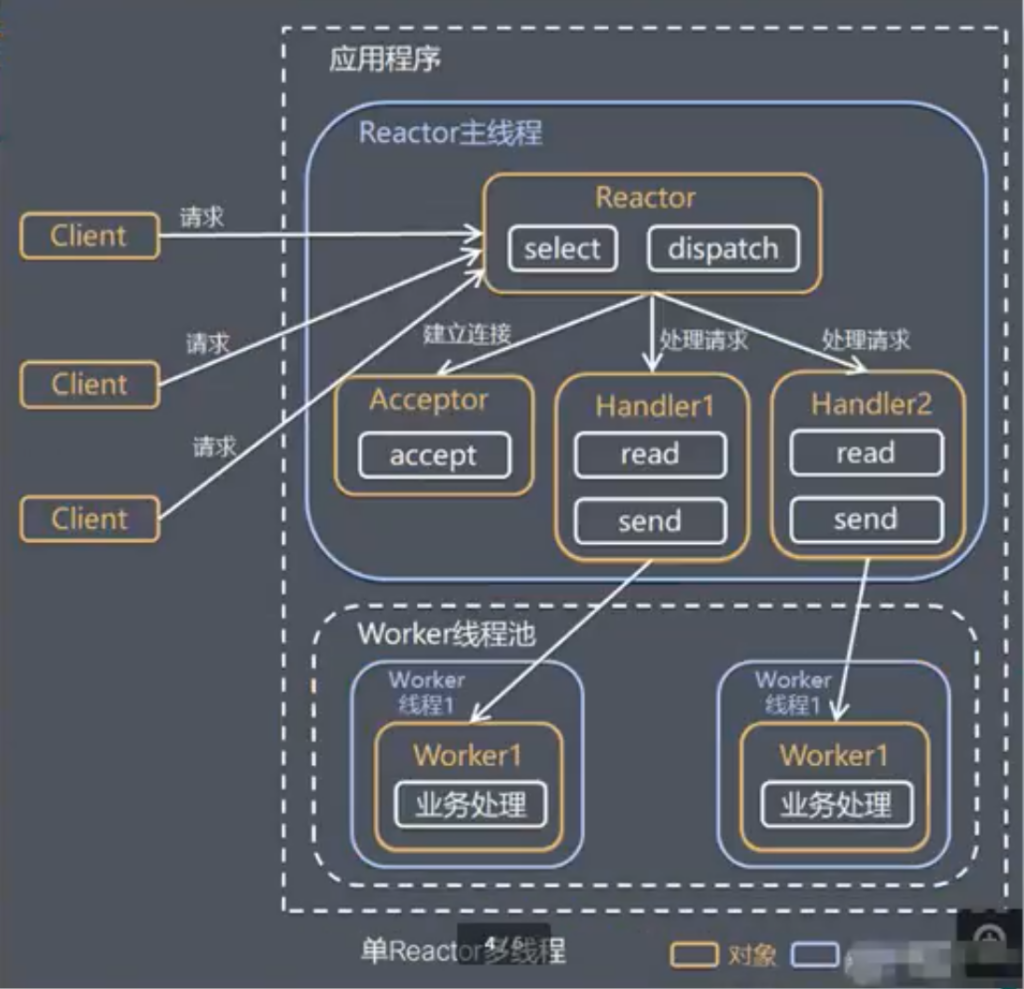 应用程序
Reactor主线程
Reactor
select
dispatch
Client
请求
Client
请求
Client
请求
建立连接
处理请求
处理请求
Acceptor
accept
Handler1
read
send
Handler2
read
send
Worker线程池
Worker
线程1
Worker1
业务处理
Worker
线程1
Worker1
业务处理
单Reactor多线程
4/6
对象